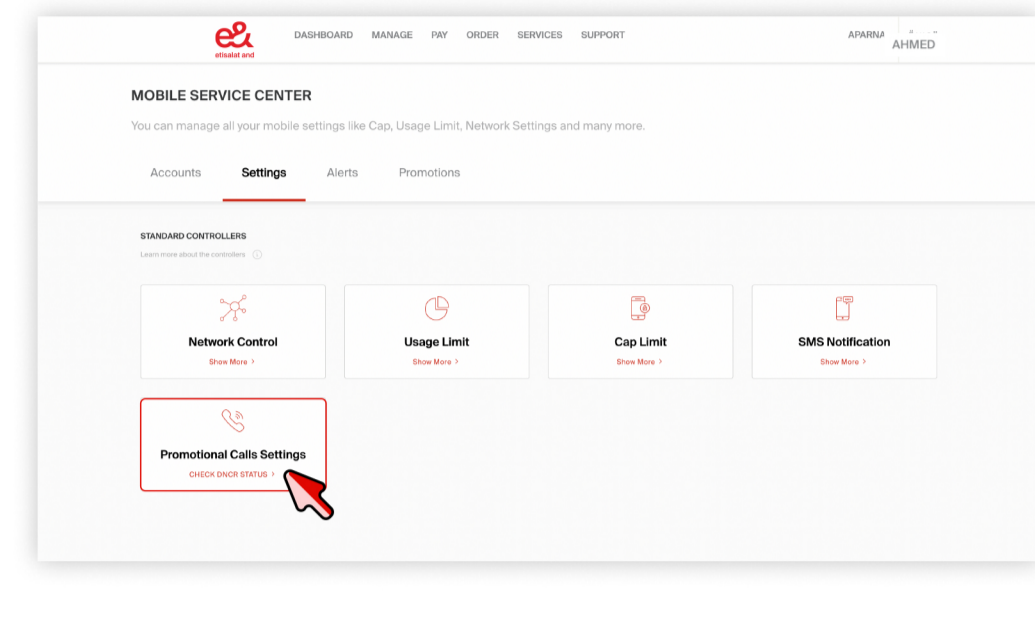 e&
etisalat and
DASHBOARD MANAGE PAY ORDER SERVICES SUPPORT
APARNA
AHMED
MOBILE SERVICE CENTER
You can manage all your mobile settings like Cap, Usage Limit, Network Settings and many more.
Accounts Settings Alerts Promotions
STANDARD CONTROLLERS
Learn more about the controllers
Network Control
Show More >
Usage Limit
Show More >
Cap Limit
Show More >
SMS Notification
Show More >
Promotional Calls Settings
CHECK DNCR STATUS >